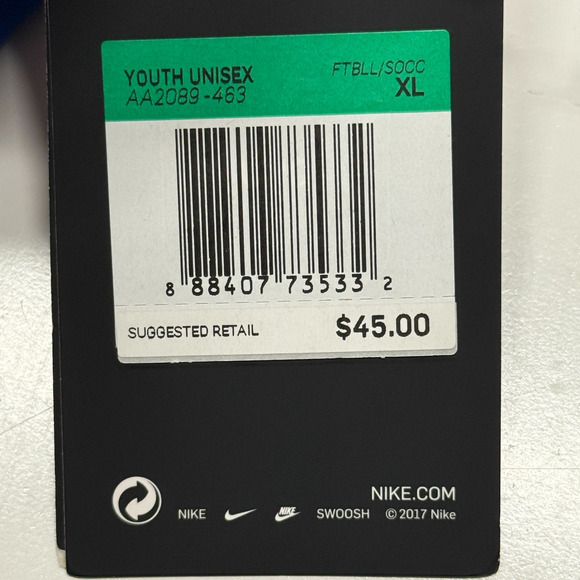 YOUTH UNISEX FTBLL/SOCC
AA2089-463 XL
8 88407 73533 2
SUGGESTED RETAIL $45.00
NIKE.COM
NIKE NIKE SWOOSH © 2017 Nike